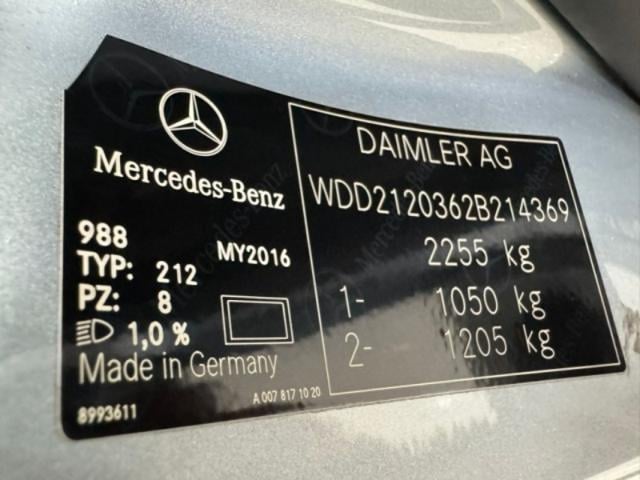 Mercedes-Benz
988
MY2016
TYP: 212
PZ: 8
1,0 %
Made in Germany
8993611
A 007 817 10 20
DAIMLER AG
WDD2120362B214369
2255 kg
1- 1050 kg
2- 1205 kg